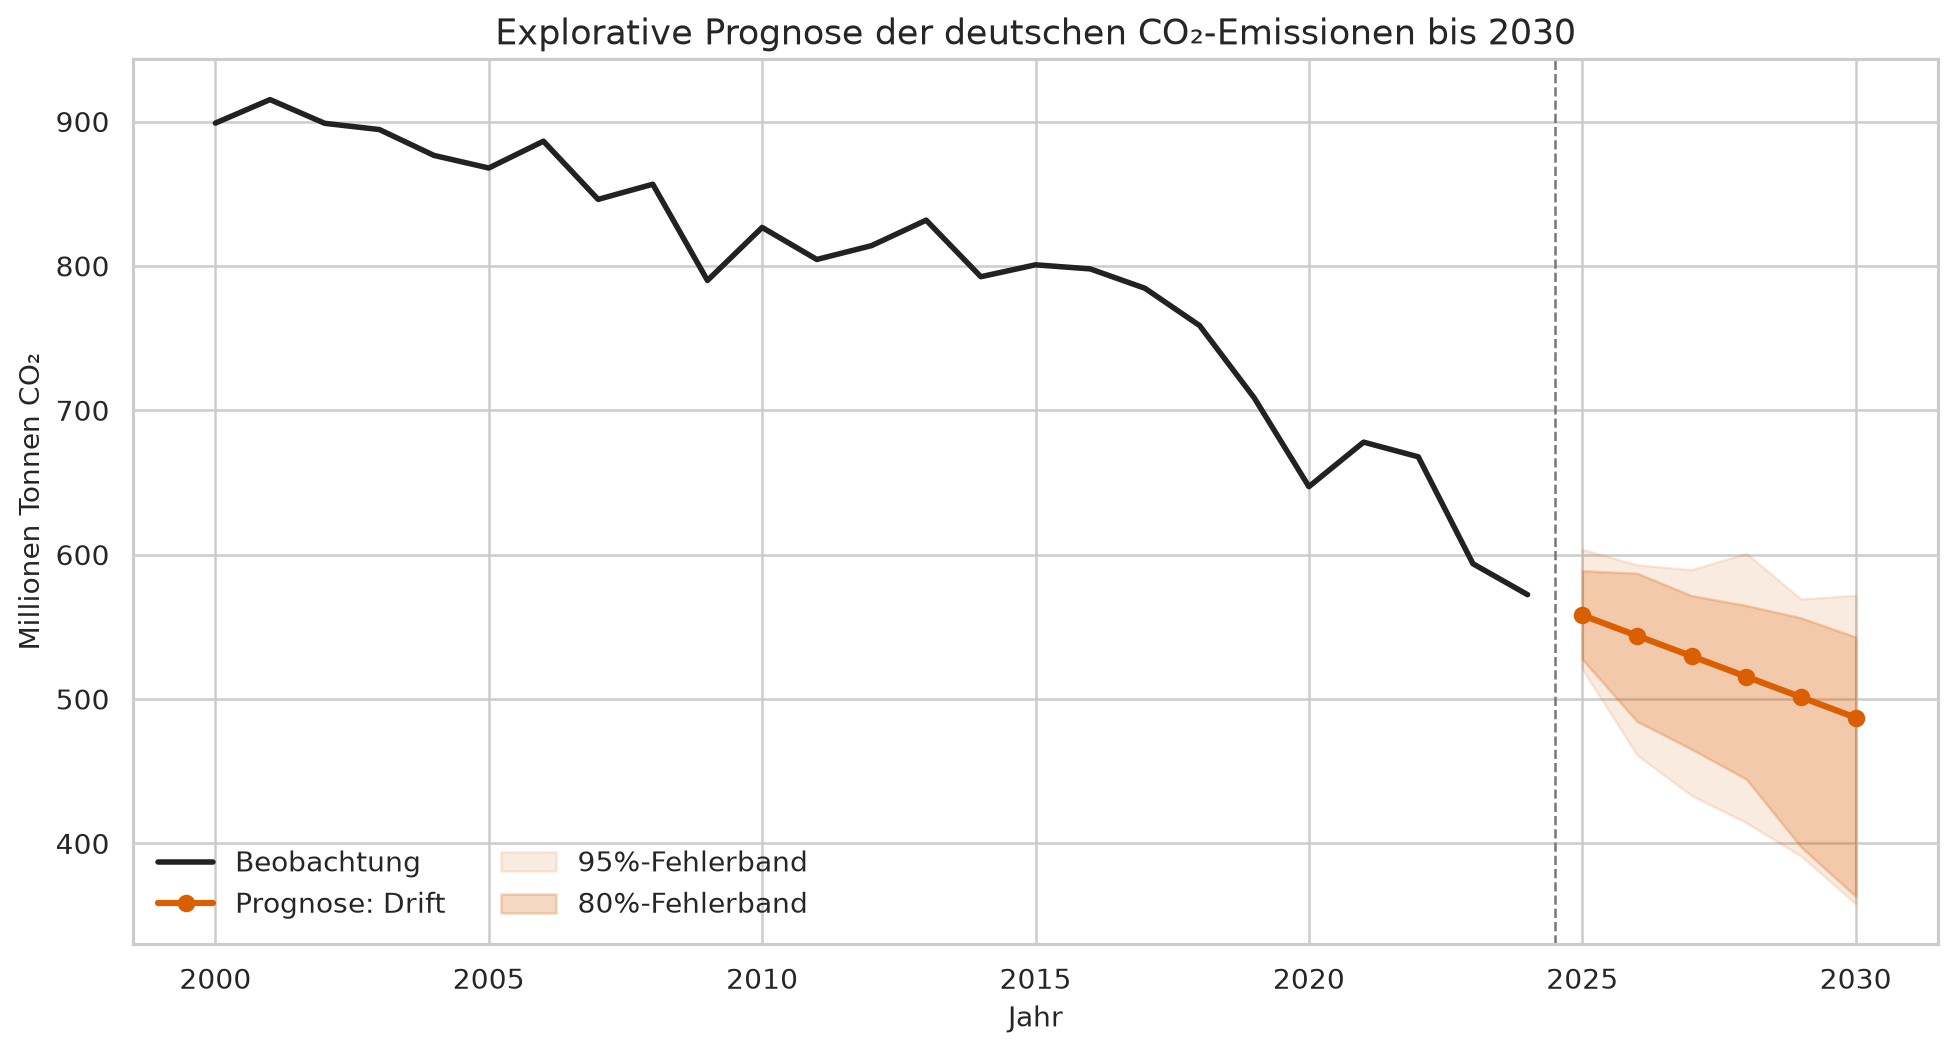 Explorative Prognose der deutschen CO₂-Emissionen bis 2030
Millionen Tonnen CO₂
900
800
700
600
500
400
Beobachtung
Prognose: Drift
95%-Fehlerband
80%-Fehlerband
2000
2005
2010
2015
2020
2025
2030
Jahr